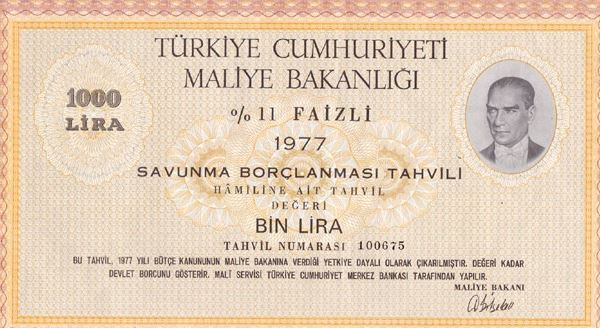 TÜRKİYE CUMHURİYETİ
MALİYE BAKANLIĞI
1000
LİRA
% 11 FAİZLİ
1977
SAVUNMA BORÇLANMASI TAHVİLİ
HÂMİLİNE AİT TAHVİL
DEĞERİ
BİN LİRA
TAHVİL NUMARASI 100675
BU TAHVİL, 1977 YILI BÜTÇE KANUNUNUN MALİYE BAKANINA VERDİĞİ YETKİYE DAYALI OLARAK ÇIKARILMIŞTIR. DEĞERİ KADAR
DEVLET BORCUNU GÖSTERİR. MALİ SERVİSİ TÜRKİYE CUMHURİYET MERKEZ BANKASI TARAFINDAN YAPILIR.
MALİYE BAKANI